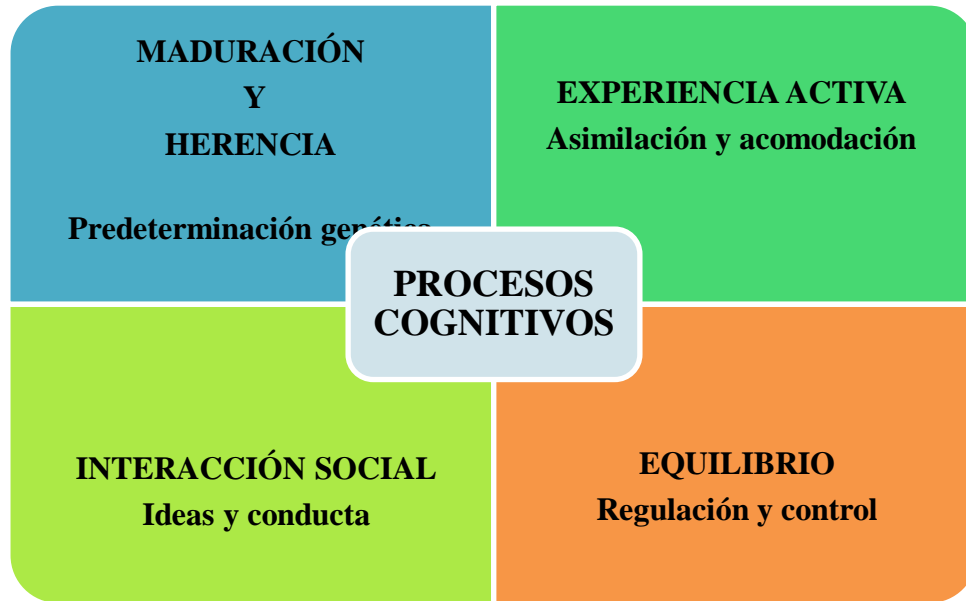 MADURACIÓN
Y
HERENCIA
Predeterminación genética
EXPERIENCIA ACTIVA
Asimilación y acomodación
PROCESOS
COGNITIVOS
INTERACCIÓN SOCIAL
Ideas y conducta
EQUILIBRIO
Regulación y control